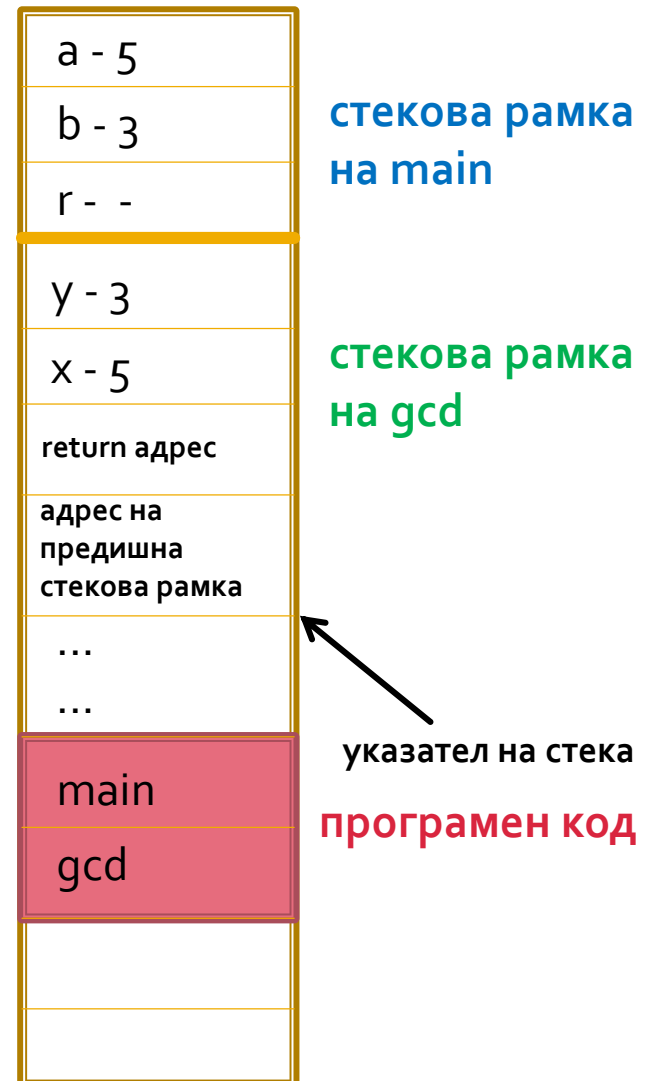 a - 5
b - 3
r - -
стекова рамка
на main
y - 3
x - 5
return адрес
адрес на
предишна
стекова рамка
...
...
стекова рамка
на gcd
указател на стека
main
gcd
програмен код